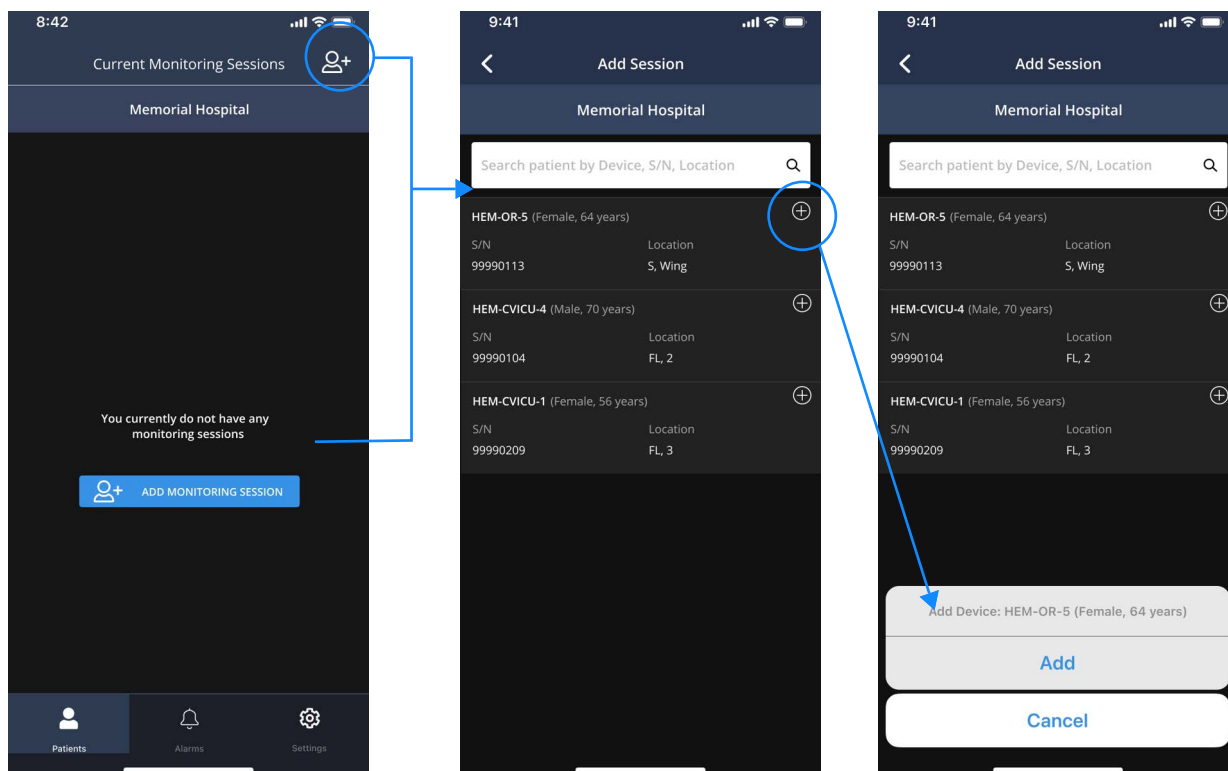 8:42
Current Monitoring Sessions
Memorial Hospital
You currently do not have any
monitoring sessions
ADD MONITORING SESSION
Patients
Alarms
Settings
9:41
Add Session
Memorial Hospital
Search patient by Device, S/N, Location
HEM-OR-5 (Female, 64 years)
S/N Location
99990113 S, Wing
HEM-CVICU-4 (Male, 70 years)
S/N Location
99990104 FL, 2
HEM-CVICU-1 (Female, 56 years)
S/N Location
99990209 FL, 3
9:41
Add Session
Memorial Hospital
Search patient by Device, S/N, Location
HEM-OR-5 (Female, 64 years)
S/N Location
99990113 S, Wing
HEM-CVICU-4 (Male, 70 years)
S/N Location
99990104 FL, 2
HEM-CVICU-1 (Female, 56 years)
S/N Location
99990209 FL, 3
Add Device: HEM-OR-5 (Female, 64 years)
Add
Cancel